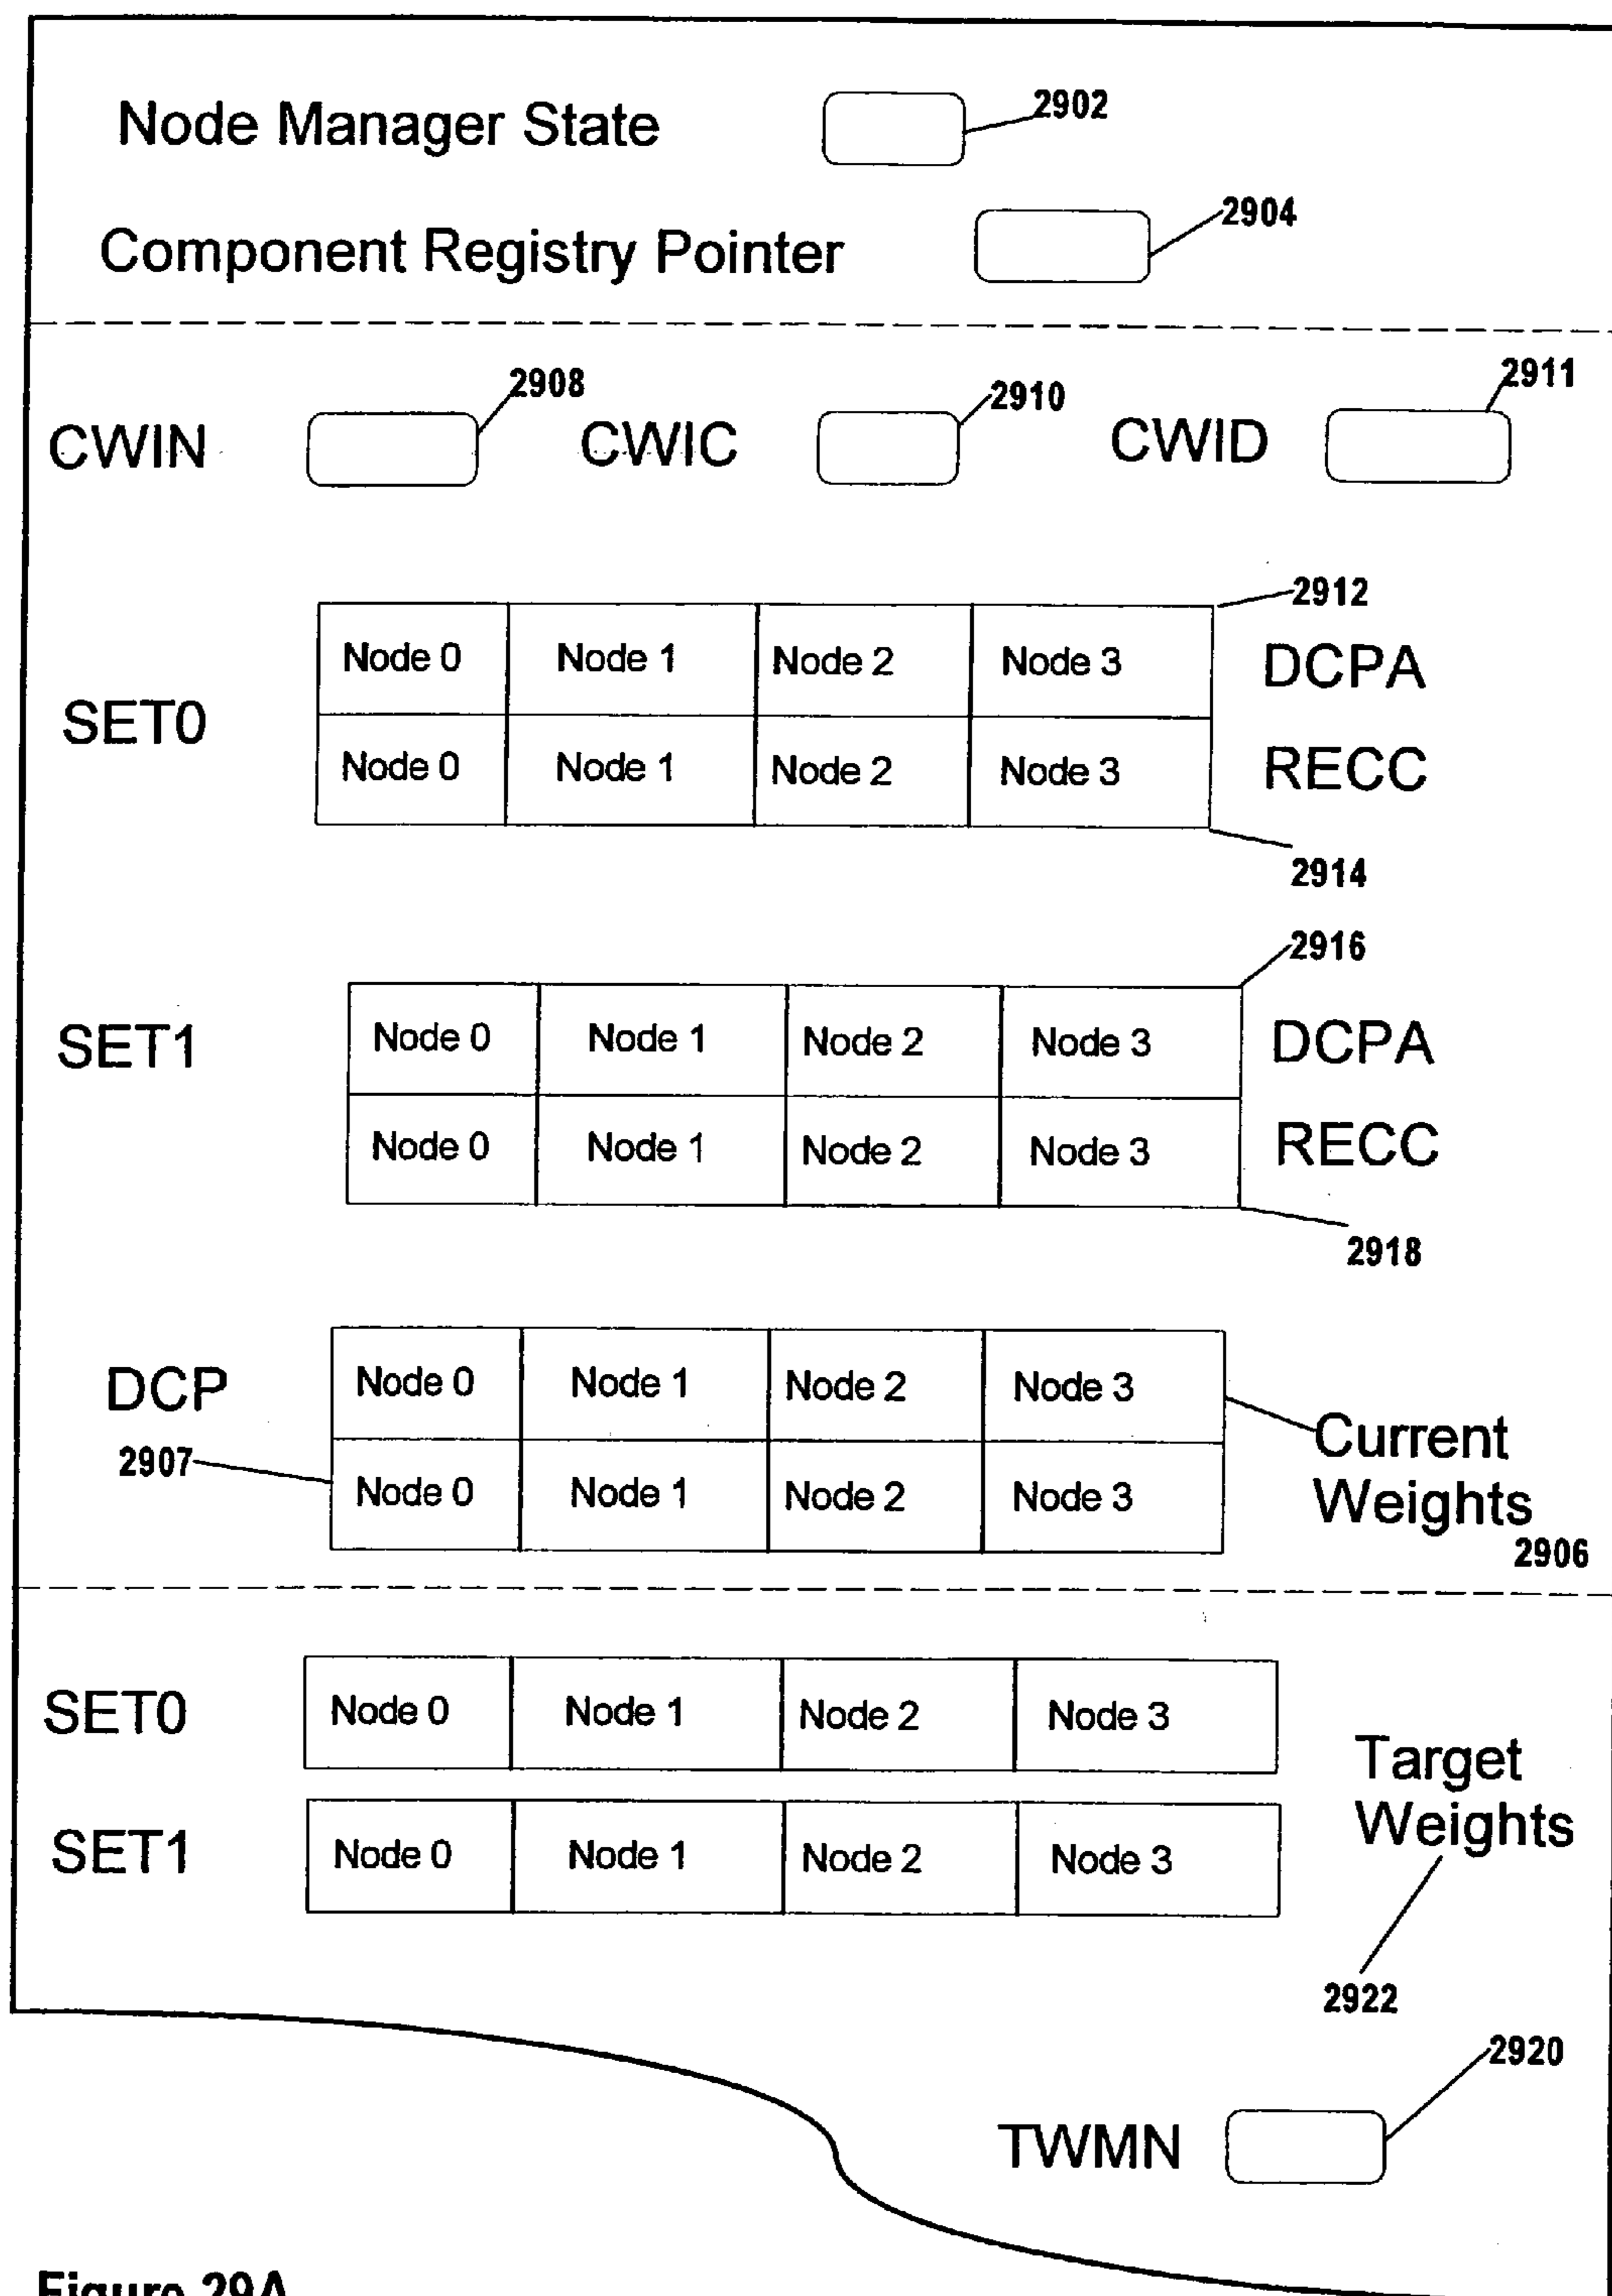 Node Manager State 2902
Component Registry Pointer 2904
2908 2910 2911
CWIN CWIC CWID
2912
Node 0 Node 1 Node 2 Node 3 DCPA
SET0
Node 0 Node 1 Node 2 Node 3 RECC
2914
2916
Node 0 Node 1 Node 2 Node 3 DCPA
SET1
Node 0 Node 1 Node 2 Node 3 RECC
2918
DCP Node 0 Node 1 Node 2 Node 3
Current
2907 Node 0 Node 1 Node 2 Node 3
Weights
2906
SET0 Node 0 Node 1 Node 2 Node 3
Target
Weights
SET1 Node 0 Node 1 Node 2 Node 3
2922
2920
TWMN
Figure 29A